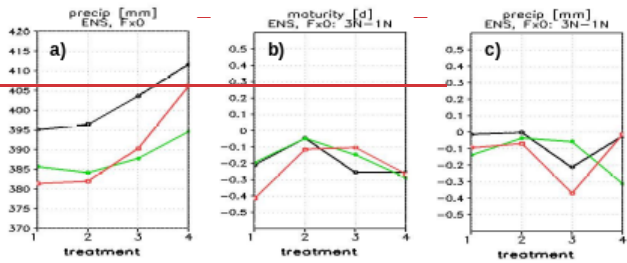 precip [mm]
ENS, Fx0
a)
420
415
410
405
400
395
390
385
380
375
370
1 2 3 4
treatment
maturity [d]
ENS, Fx0: 3N-1N
b)
0.5
0.4
0.3
0.2
0.1
0
-0.1
-0.2
-0.3
-0.4
-0.5
1 2 3 4
treatment
precip [mm]
ENS, Fx0: 3N-1N
c)
0.5
0.4
0.3
0.2
0.1
0
-0.1
-0.2
-0.3
-0.4
-0.5
1 2 3 4
treatment